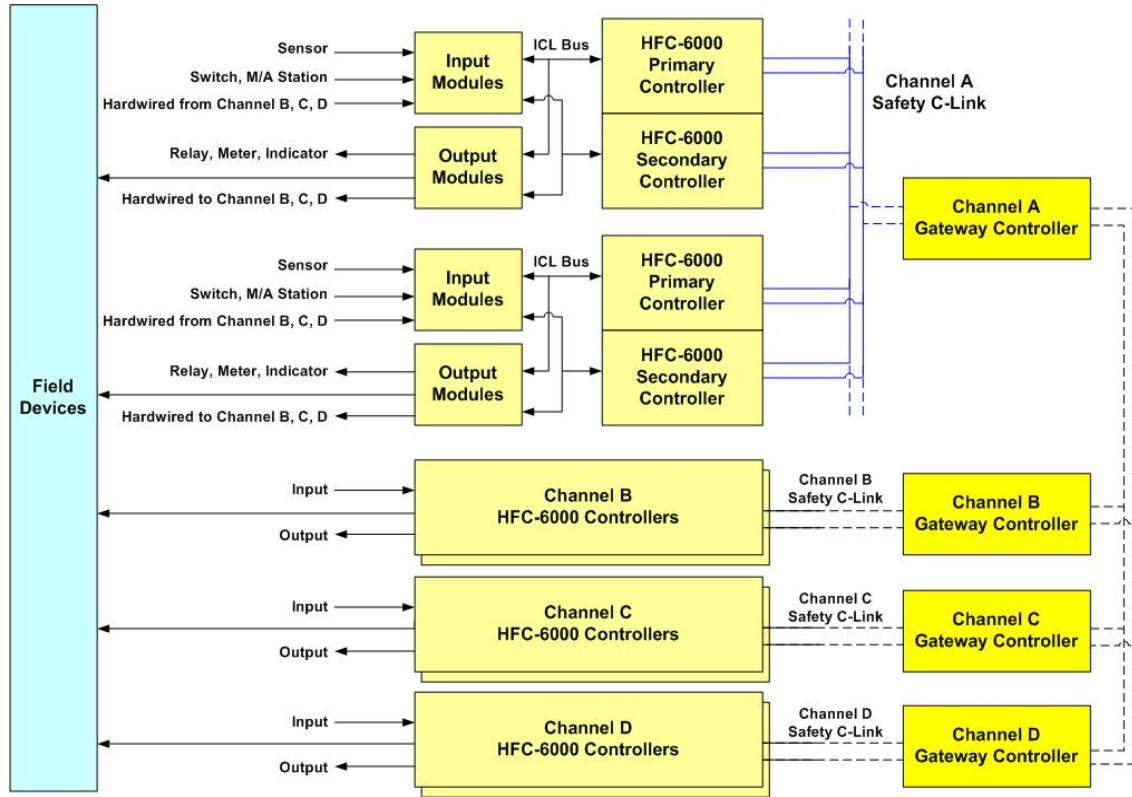 Field
Devices
Sensor
Switch, M/A Station
Hardwired from Channel B, C, D
Input
Modules
ICL Bus
HFC-6000
Primary
Controller
Relay, Meter, Indicator
Hardwired to Channel B, C, D
Output
Modules
HFC-6000
Secondary
Controller
Channel A
Safety C-Link
Channel A
Gateway Controller
Sensor
Switch, M/A Station
Hardwired from Channel B, C, D
Input
Modules
ICL Bus
HFC-6000
Primary
Controller
Relay, Meter, Indicator
Hardwired to Channel B, C, D
Output
Modules
HFC-6000
Secondary
Controller
Input
Output
Channel B
HFC-6000 Controllers
Channel B
Safety C-Link
Channel B
Gateway Controller
Input
Output
Channel C
HFC-6000 Controllers
Channel C
Safety C-Link
Channel C
Gateway Controller
Input
Output
Channel D
HFC-6000 Controllers
Channel D
Safety C-Link
Channel D
Gateway Controller